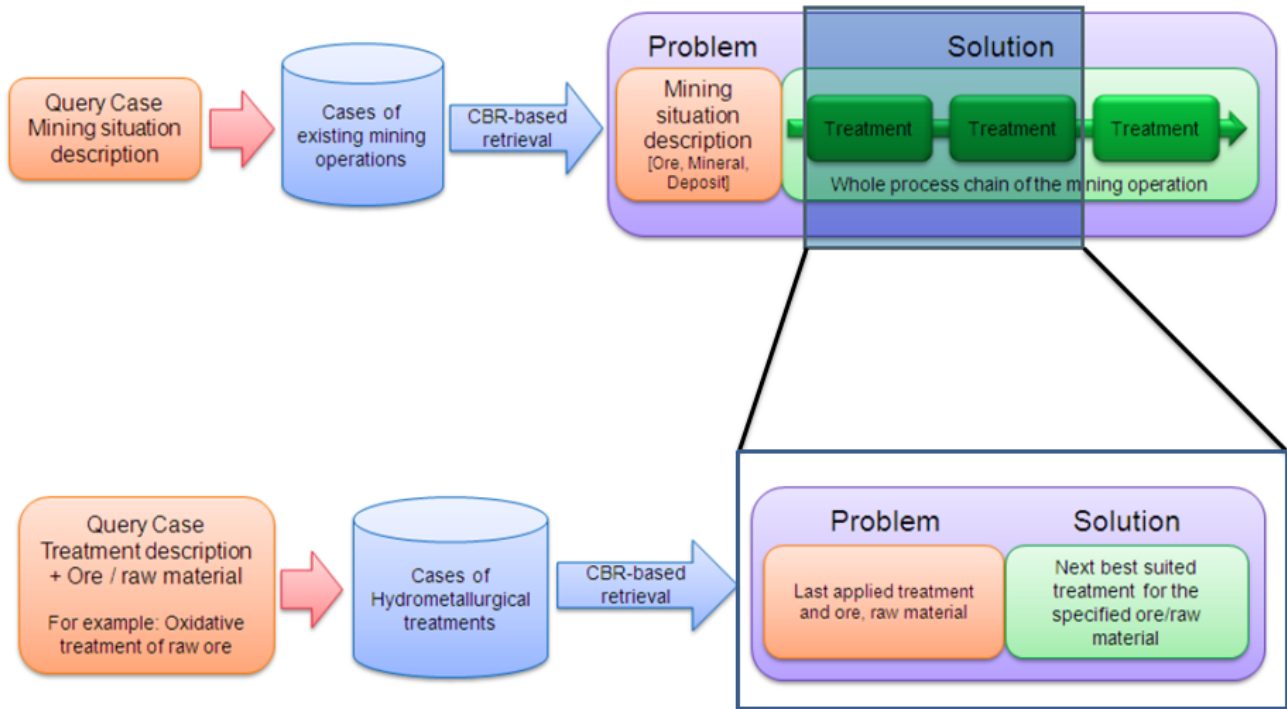 Query Case
Mining situation
description
Cases of
existing mining
operations
CBR-based
retrieval
Problem
Solution
Mining
situation
description
[Ore, Mineral,
Deposit]
Treatment
Treatment
Treatment
Whole process chain of the mining operation
Query Case
Treatment description
+ Ore / raw material
For example: Oxidative
treatment of raw ore
Cases of
Hydrometallurgical
treatments
CBR-based
retrieval
Problem
Solution
Last applied treatment
and ore, raw material
Next best suited
treatment for the
specified ore/raw
material